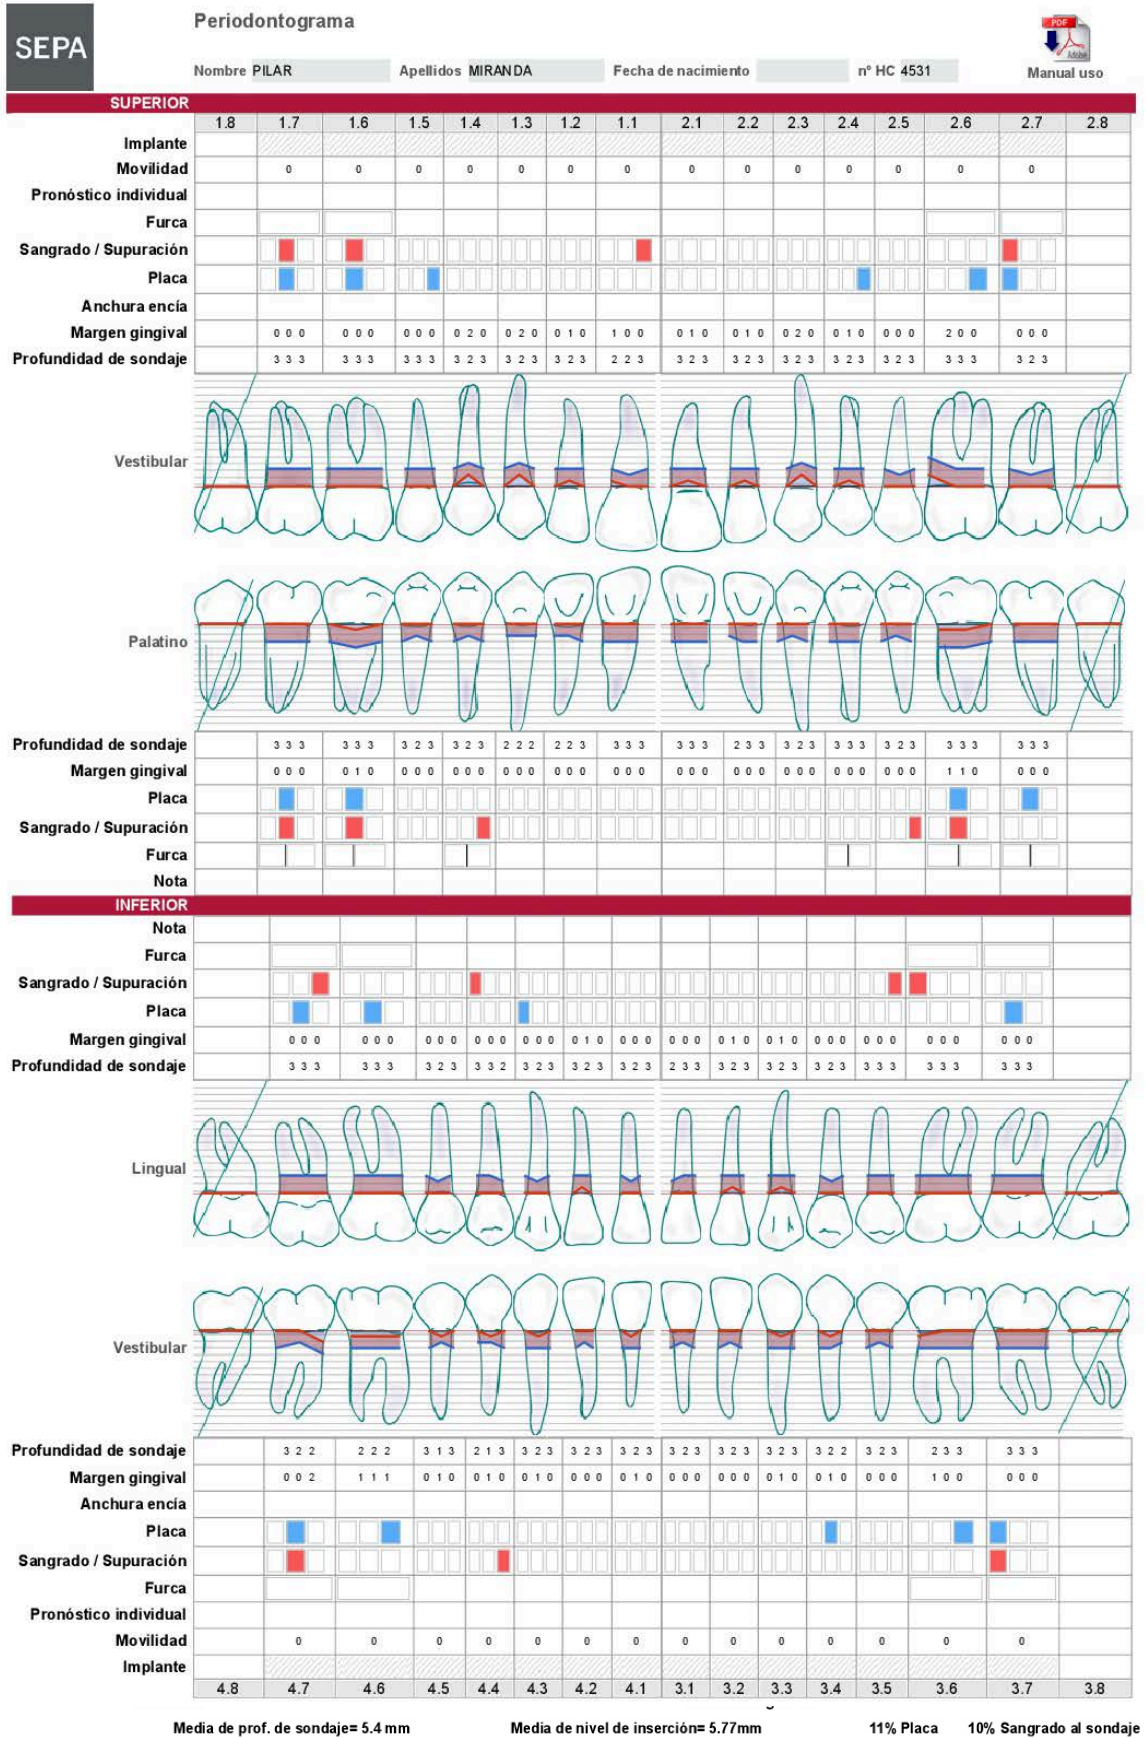 SEPA
Periodontograma
PDF
Adobe
Nombre PILAR Apellidos MIRANDA Fecha de nacimiento nº HC 4531 Manual uso
SUPERIOR
1.8 1.7 1.6 1.5 1.4 1.3 1.2 1.1 2.1 2.2 2.3 2.4 2.5 2.6 2.7 2.8
Implante
Movilidad 0 0 0 0 0 0 0 0 0 0 0 0 0 0
Pronóstico individual
Furca
Sangrado / Supuración
Placa
Anchura encía
Margen gingival 0 0 0 0 0 0 0 0 0 0 2 0 0 2 0 0 1 0 1 0 0 0 1 0 0 1 0 0 2 0 0 1 0 0 0 0 2 0 0 0 0 0
Profundidad de sondaje 3 3 3 3 3 3 3 3 3 3 2 3 3 2 3 3 2 3 2 2 3 3 2 3 3 2 3 3 2 3 3 2 3 3 2 3 3 3 3 3 2 3
Vestibular
Palatino
Profundidad de sondaje 3 3 3 3 3 3 3 2 3 3 2 3 2 2 2 2 2 3 3 3 3 3 3 3 2 3 3 3 2 3 3 3 3 3 2 3 3 3 3 3 3 3
Margen gingival 0 0 0 0 1 0 0 0 0 0 0 0 0 0 0 0 0 0 0 0 0 0 0 0 0 0 0 0 0 0 0 0 0 0 0 0 1 1 0 0 0 0
Placa
Sangrado / Supuración
Furca
Nota
INFERIOR
Nota
Furca
Sangrado / Supuración
Placa
Margen gingival 0 0 0 0 0 0 0 0 0 0 0 0 0 0 0 0 1 0 0 0 0 0 0 0 0 1 0 0 1 0 0 0 0 0 0 0 0 0 0 0 0 0
Profundidad de sondaje 3 3 3 3 3 3 3 2 3 3 3 2 3 2 3 3 2 3 3 2 3 2 3 3 3 2 3 3 2 3 3 2 3 3 3 3 3 3 3 3 3 3
Lingual
Vestibular
Profundidad de sondaje 3 2 2 2 2 2 3 1 3 2 1 3 3 2 3 3 2 3 3 2 3 3 2 3 3 2 3 3 2 3 3 2 2 3 2 3 2 3 3 3 3 3
Margen gingival 0 0 2 1 1 1 0 1 0 0 1 0 0 1 0 0 0 0 0 1 0 0 0 0 0 0 0 0 1 0 0 1 0 0 0 0 1 0 0 0 0 0
Anchura encía
Placa
Sangrado / Supuración
Furca
Pronóstico individual
Movilidad 0 0 0 0 0 0 0 0 0 0 0 0 0 0
Implante
4.8 4.7 4.6 4.5 4.4 4.3 4.2 4.1 3.1 3.2 3.3 3.4 3.5 3.6 3.7 3.8
Media de prof. de sondaje= 5.4 mm Media de nivel de inserción= 5.77mm 11% Placa 10% Sangrado al sondaje